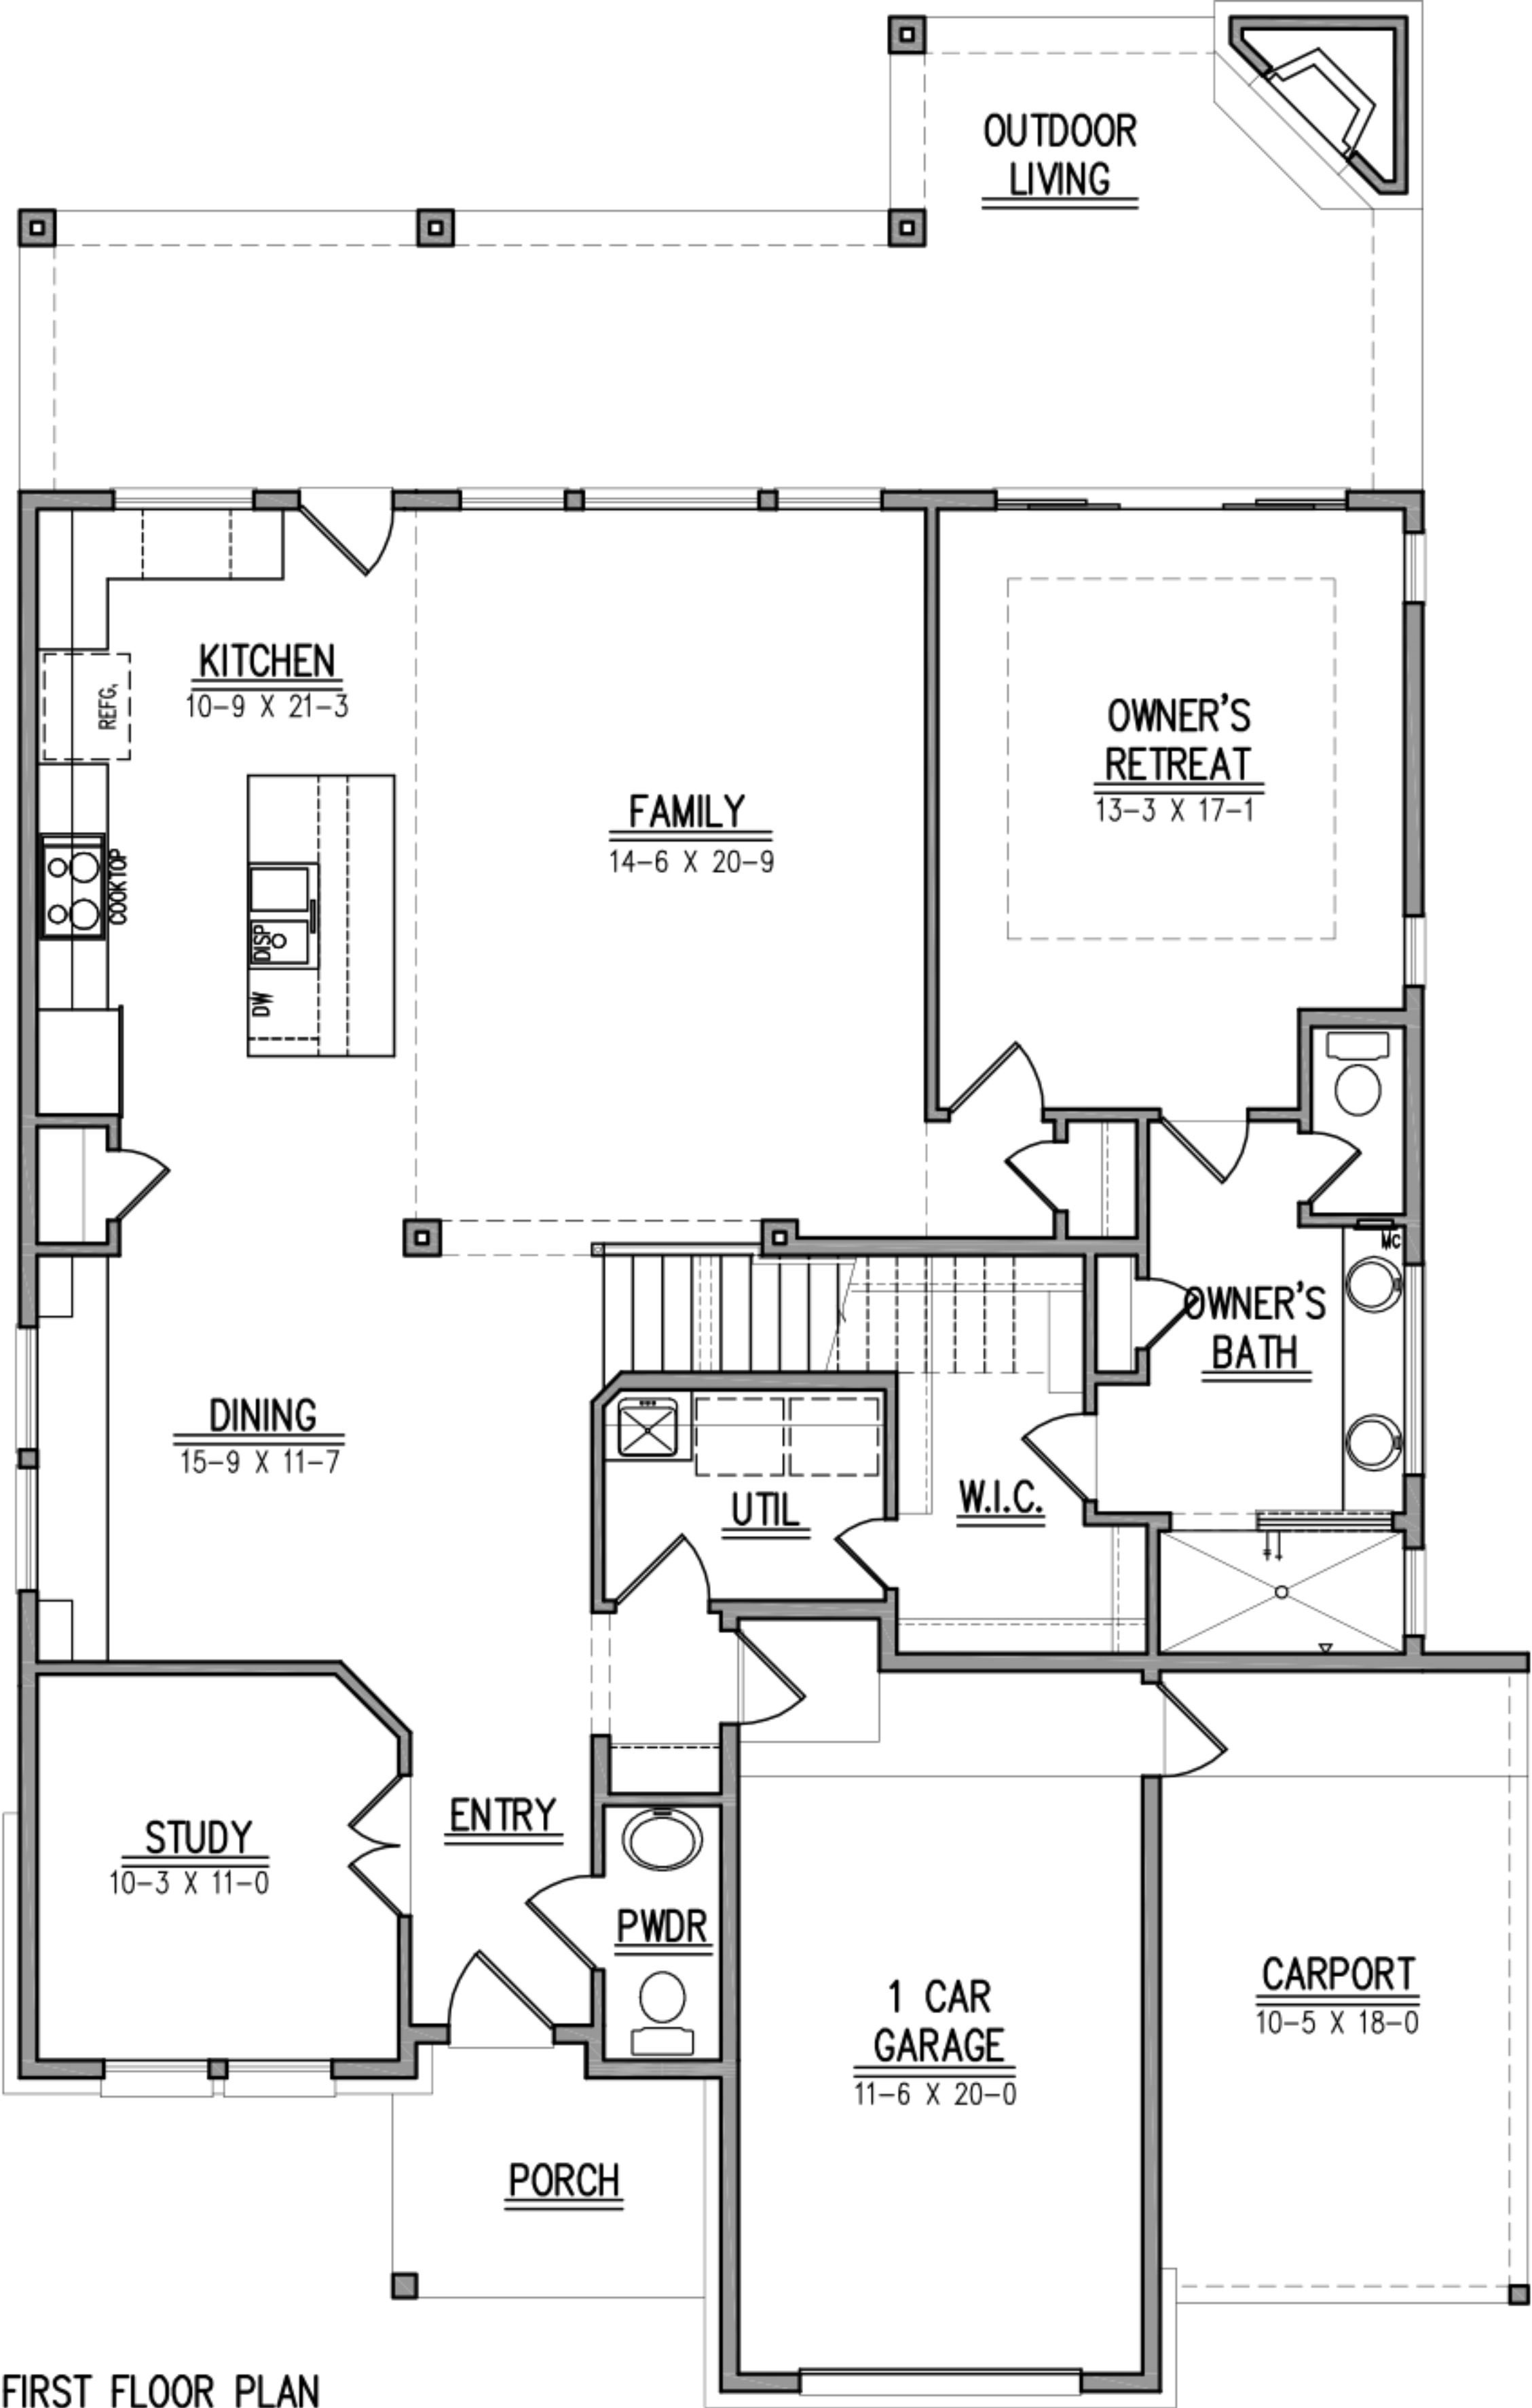 OUTDOOR
LIVING
KITCHEN
10-9 X 21-3
REFG.
OWNER'S
RETREAT
13-3 X 17-1
FAMILY
14-6 X 20-9
COOKTOP
DISP
DW
MC
OWNER'S
BATH
DINING
15-9 X 11-7
UTIL
W.I.C.
ENTRY
STUDY
10-3 X 11-0
PWDR
1 CAR
GARAGE
11-6 X 20-0
CARPORT
10-5 X 18-0
PORCH
FIRST FLOOR PLAN